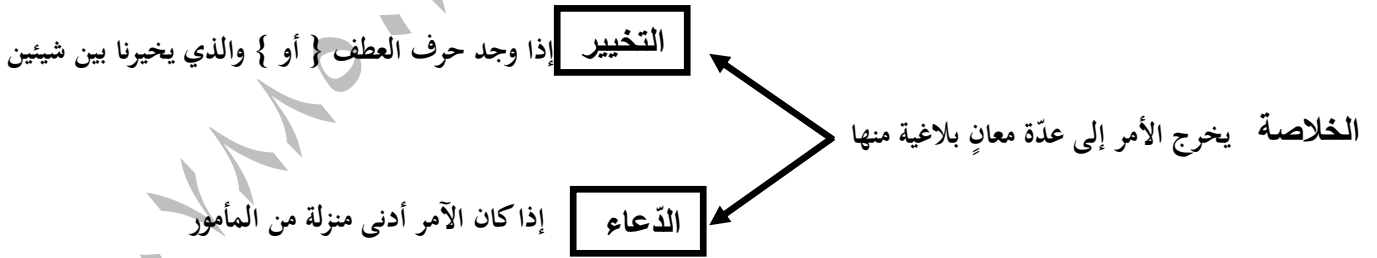 التخيير إذا وجد حرف العطف { أو } والذي يخيرنا بين شيئين
الخلاصة يخرج الأمر إلى عدّة معانٍ بلاغية منها
الدّعاء إذا كان الآمر أدنى منزلة من المأمور